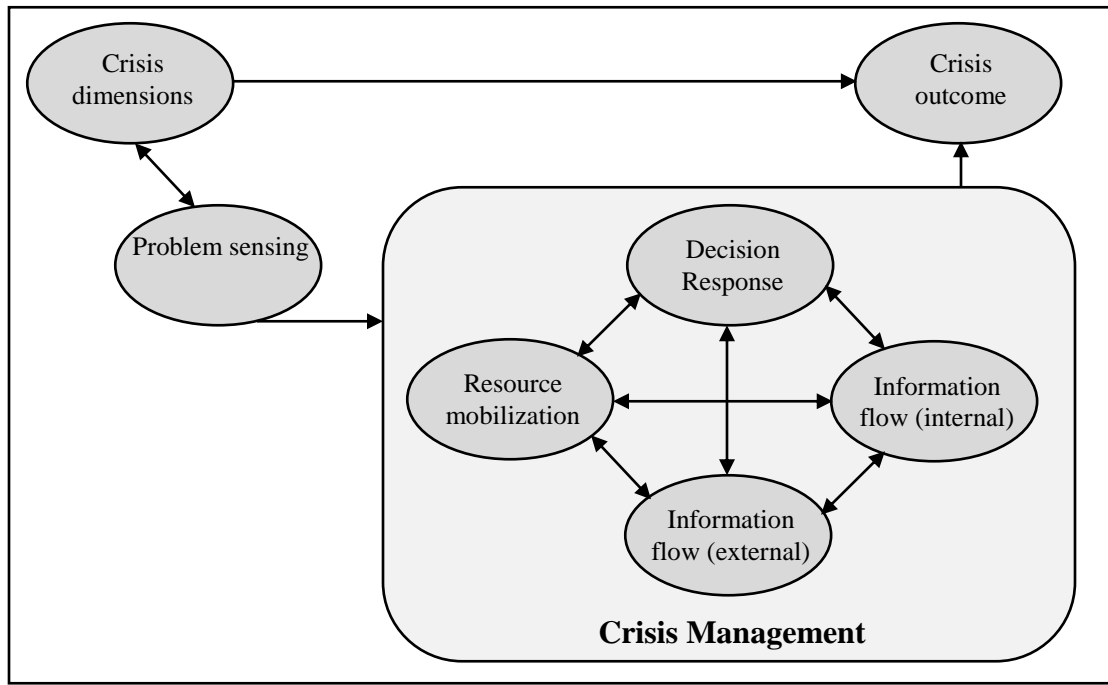 Crisis
dimensions
Crisis
outcome
Problem sensing
Decision
Response
Resource
mobilization
Information
flow (internal)
Information
flow (external)
Crisis Management